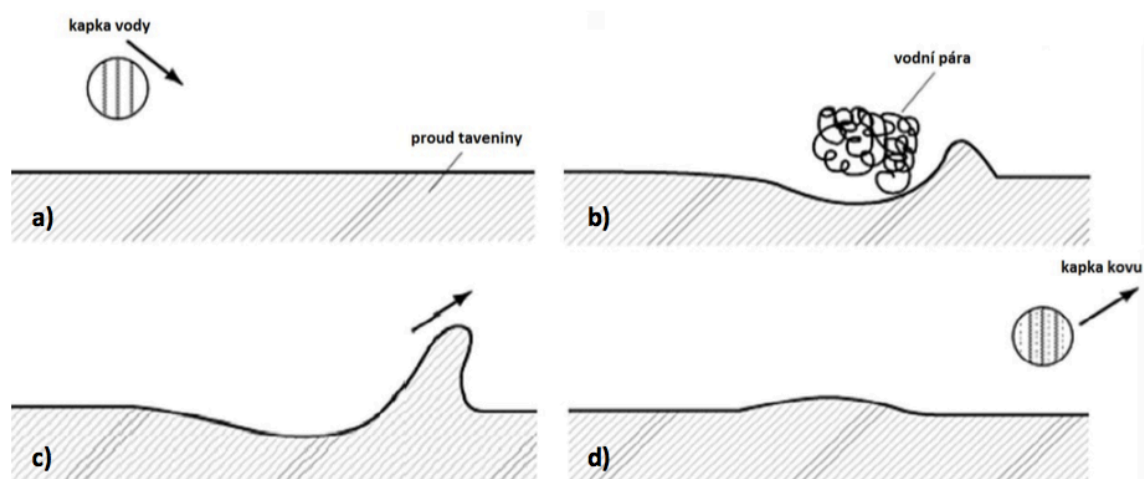 kapka vody
proud taveniny
a)
vodní pára
b)
c)
kapka kovu
d)